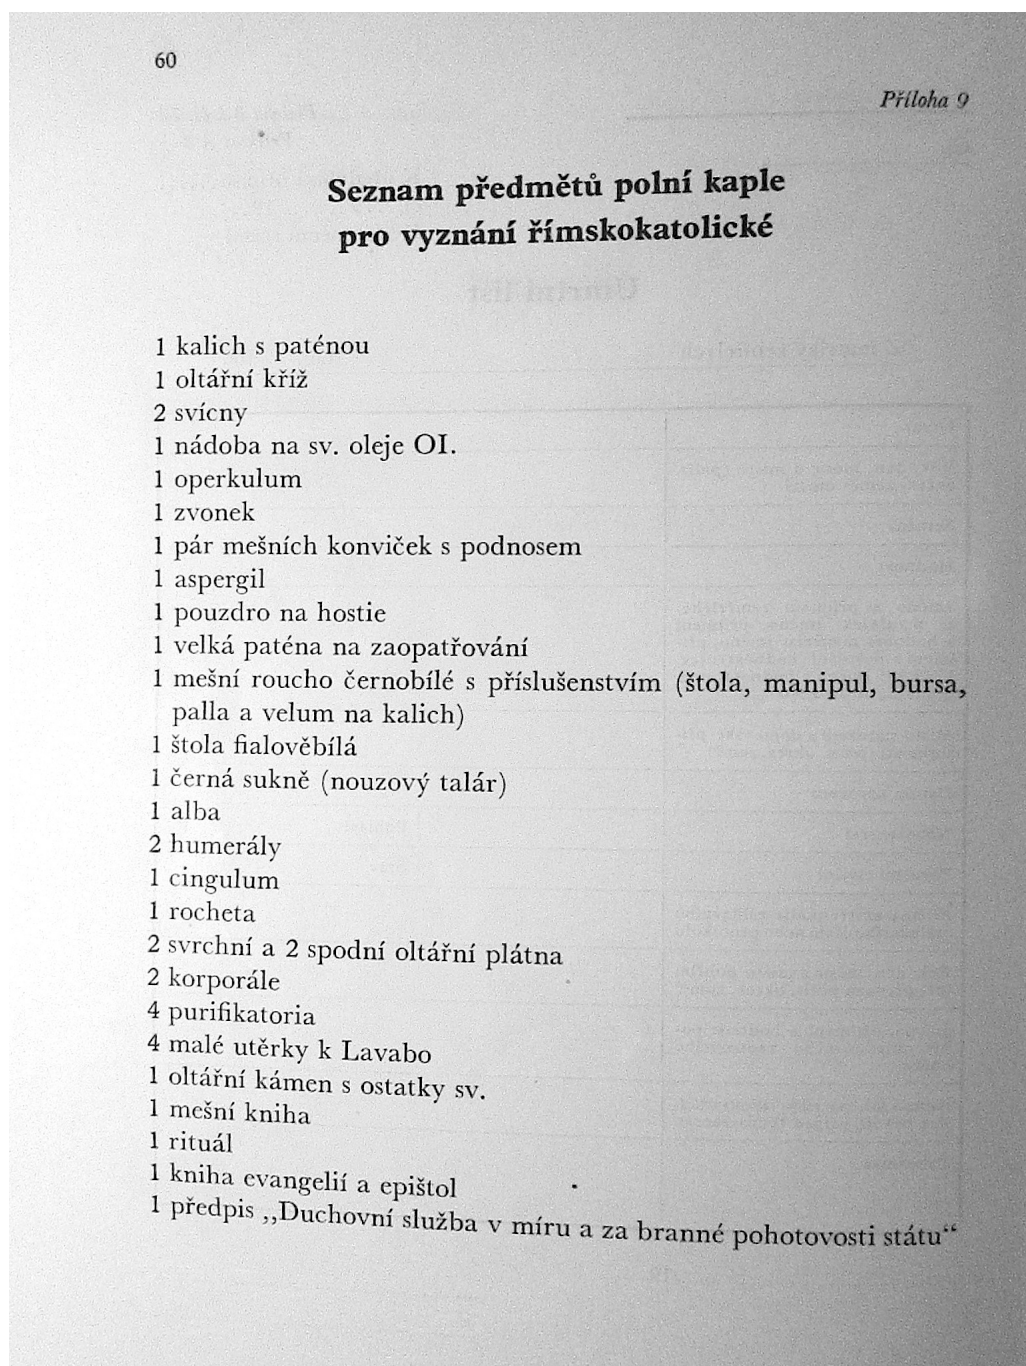 60
Příloha 9
Seznam předmětů polní kaple
pro vyznání římskokatolické
1 kalich s paténou
1 oltářní kříž
2 svícny
1 nádoba na sv. oleje OI.
1 operkulum
1 zvonek
1 pár mešních konviček s podnosem
1 aspergil
1 pouzdro na hostie
1 velká paténa na zaopatřování
1 mešní roucho černobílé s příslušenstvím (štola, manipul, bursa,
palla a velum na kalich)
1 štola fialověbílá
1 černá sukně (nouzový talár)
1 alba
2 humerály
1 cingulum
1 rocheta
2 svrchní a 2 spodní oltářní plátna
2 korporále
4 purifikatoria
4 malé utěrky k Lavabo
1 oltářní kámen s ostatky sv.
1 mešní kniha
1 rituál
1 kniha evangelií a epištol
1 předpis ,,Duchovní služba v míru a za branné pohotovosti státu“